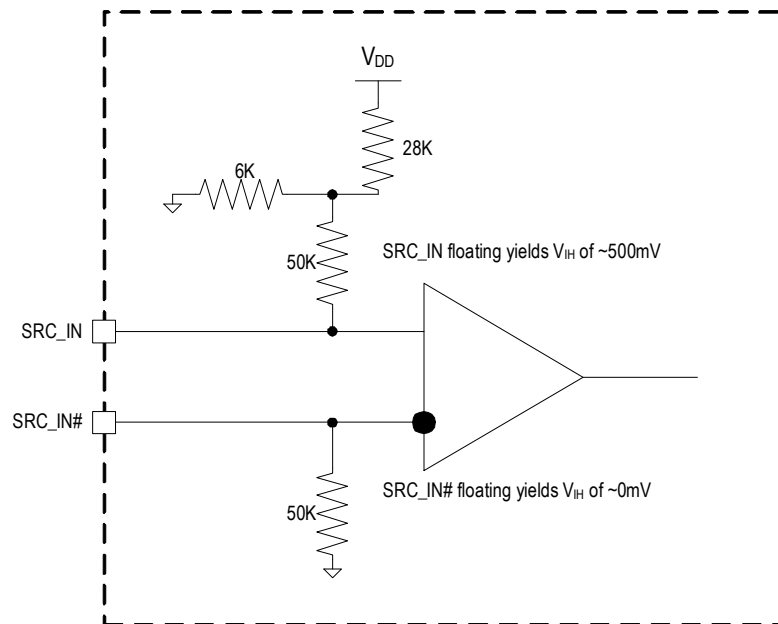 VDD
28K
6K
50K
SRC_IN floating yields VIH of ~500mV
SRC_IN
SRC_IN#
SRC_IN# floating yields VIH of ~0mV
50K